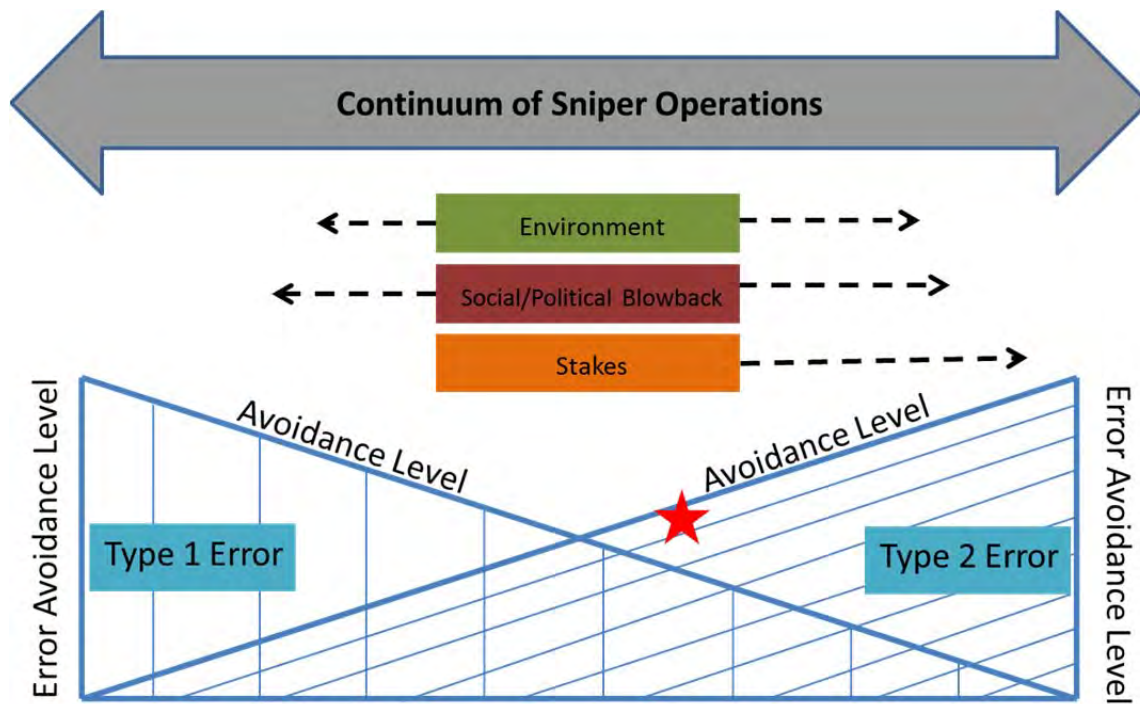 Continuum of Sniper Operations
Environment
Social/Political Blowback
Stakes
Error Avoidance Level
Avoidance Level
Avoidance Level
Error Avoidance Level
Type 1 Error
Type 2 Error